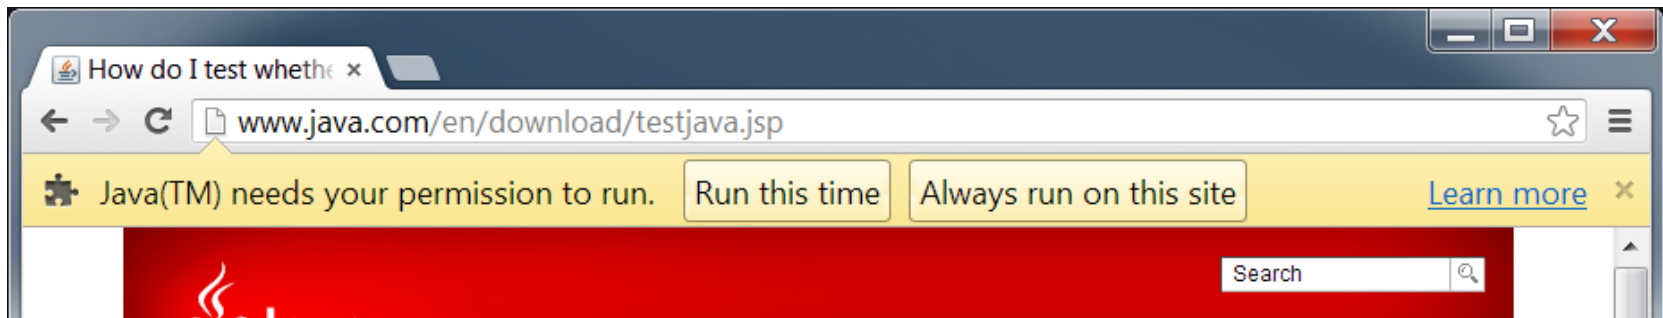 How do I test wheth
www.java.com/en/download/testjava.jsp
Java(TM) needs your permission to run. Run this time Always run on this site Learn more
Search